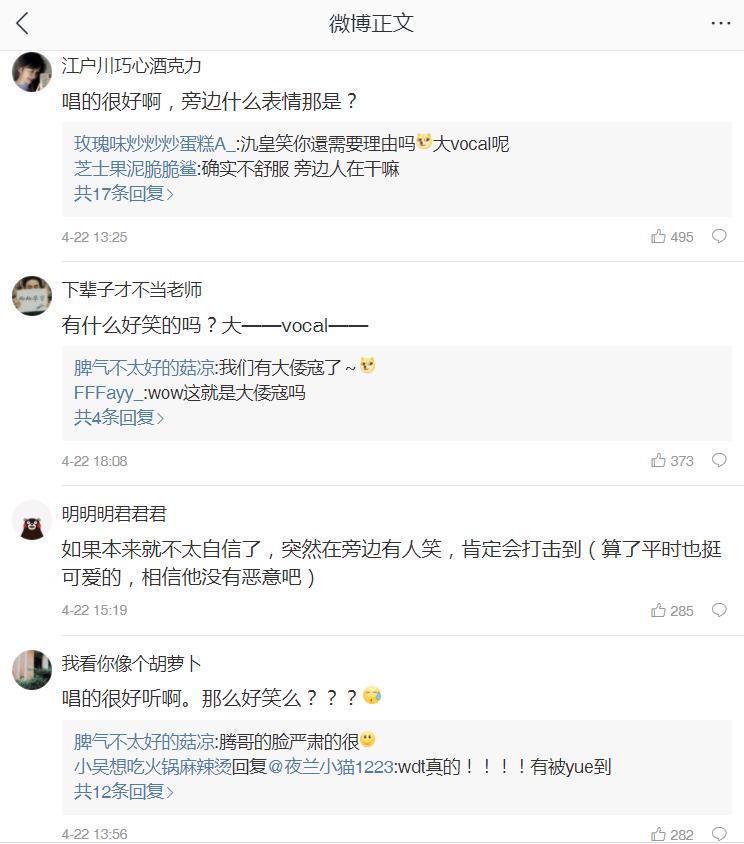 微博正文
江户川巧心酒克力
唱的很好啊，旁边什么表情那是？
玫瑰味炒炒炒蛋糕A_:氿皇笑你還需要理由吗大vocal呢
芝士果泥脆脆鲨:确实不舒服 旁边人在干嘛
共17条回复>
4-22 13:25
495
下辈子才不当老师
有什么好笑的吗？大——vocal——
脾气不太好的菇凉:我们有大倭寇了～
FFFayy_:wow这就是大倭寇吗
共4条回复>
4-22 18:08
373
明明明君君君
如果本来就不太自信了，突然在旁边有人笑，肯定会打击到（算了平时也挺
可爱的，相信他没有恶意吧）
4-22 15:19
285
我看你像个胡萝卜
唱的很好听啊。那么好笑么？？？
脾气不太好的菇凉:腾哥的脸严肃的很
小吴想吃火锅麻辣烫回复@夜兰小猫1223:wdt真的！！！！有被yue到
共12条回复>
4-22 13:56
282